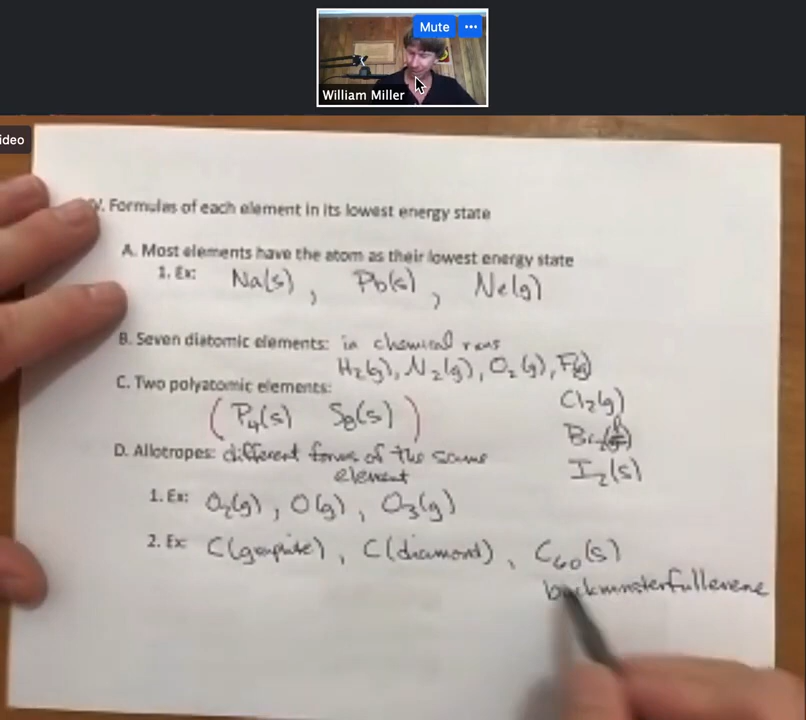 Mute
William Miller
ideo
V. Formulas of each element in its lowest energy state
A. Most elements have the atom as their lowest energy state
1. Ex: Na(s), Pb(s), Ne(g)
B. Seven diatomic elements: in chemical rxns
H₂(g), N₂(g), O₂(g), F₂(g)
Cl₂(g)
Br₂(l)
I₂(s)
C. Two polyatomic elements:
(P₄(s) S₈(s))
D. Allotropes: different forms of the same
element
1. Ex: O₂(g), O(g), O₃(g)
2. Ex: C(graphite), C(diamond), C₆₀(s)
buckminsterfullerene